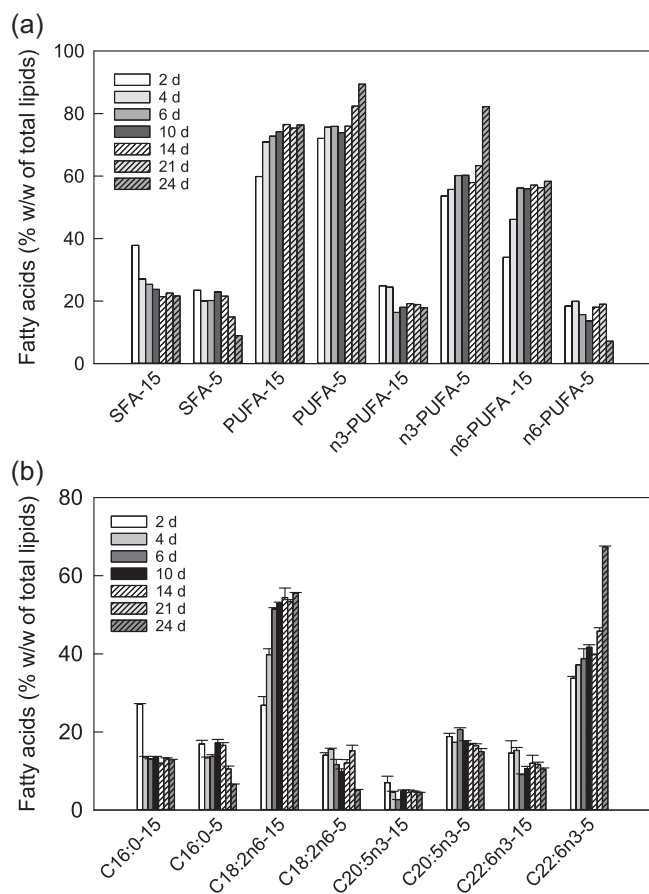 (a)
Fatty acids (% w/w of total lipids)
100
80
60
40
20
0
2 d
4 d
6 d
10 d
14 d
21 d
24 d
SFA-15
SFA-5
PUFA-15
PUFA-5
n3-PUFA-15
n3-PUFA-5
n6-PUFA -15
n6-PUFA-5
(b)
Fatty acids (% w/w of total lipids)
80
60
40
20
0
2 d
4 d
6 d
10 d
14 d
21 d
24 d
C16:0-15
C16:0-5
C18:2n6-15
C18:2n6-5
C20:5n3-15
C20:5n3-5
C22:6n3-15
C22:6n3-5